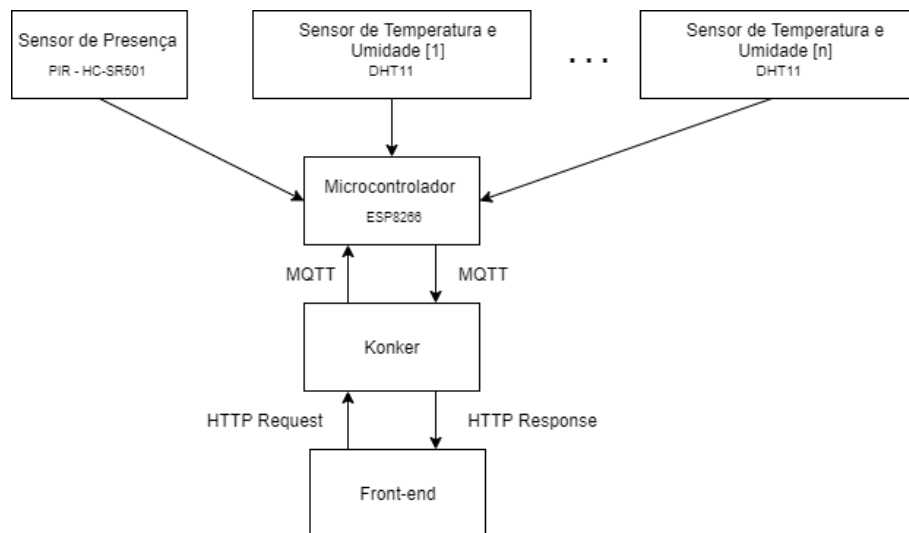 Sensor de Presença
PIR - HC-SR501
Sensor de Temperatura e
Umidade [1]
DHT11
. . .
Sensor de Temperatura e
Umidade [n]
DHT11
Microcontrolador
ESP8266
MQTT
MQTT
Konker
HTTP Request
HTTP Response
Front-end